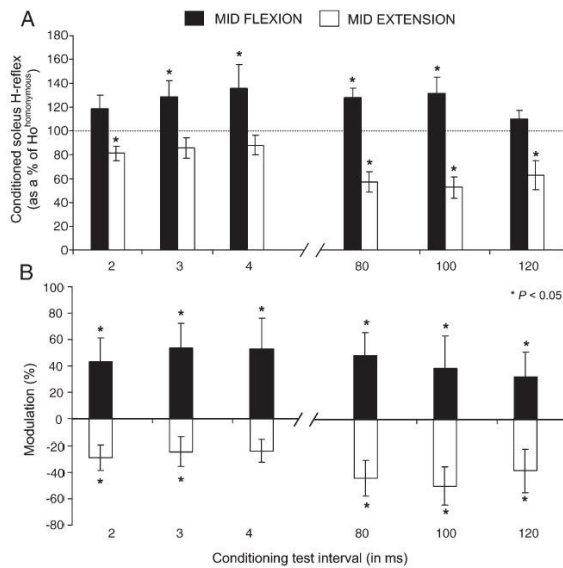 A
MID FLEXION MID EXTENSION
Conditioned soleus H-reflex
(as a % of Ho homonymous)
180
160
140
120
100
80
60
40
20
0
* * * * * * * * *
2 3 4 80 100 120
B
* P < 0.05
Modulation (%)
100
80
60
40
20
0
-20
-40
-60
-80
* * * * * *
* * * * *
2 3 4 80 100 120
Conditioning test interval (in ms)